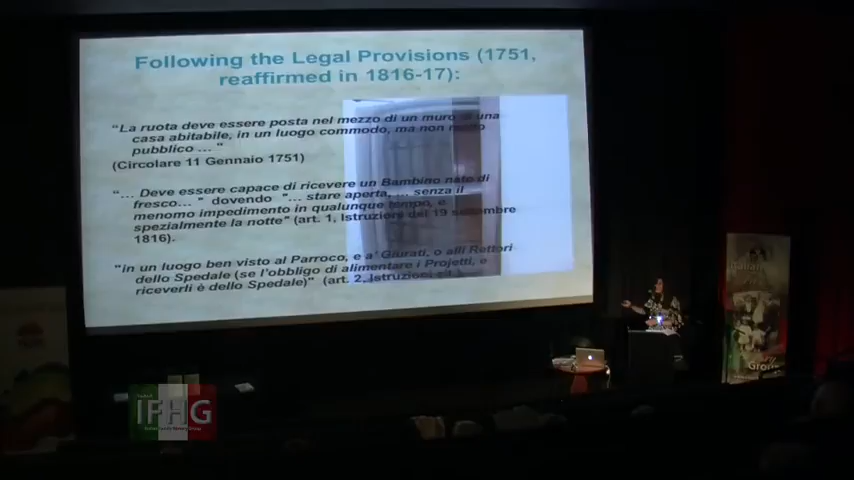 Following the Legal Provisions (1751,
reaffirmed in 1816-17):
"La ruota deve essere posta nel mezzo di un muro di una
casa abitabile, in un luogo commodo, ma non molto
pubblico ... "
(Circolare 11 Gennaio 1751)
"... Deve essere capace di ricevere un Bambino nato di
fresco... " dovendo "... stare aperta, ... senza il
menomo impedimento in qualunque tempo, e
spezialmente la notte" (art. 1, Istruzioni del 19 settembre
1816).
"in un luogo ben visto al Parroco, e a' Giurati, o alli Rettori
dello Spedale (se l'obbligo di alimentare i Projetti, e
riceverli è dello Spedale)" (art. 2, Istruzioni cit.)
IFHG